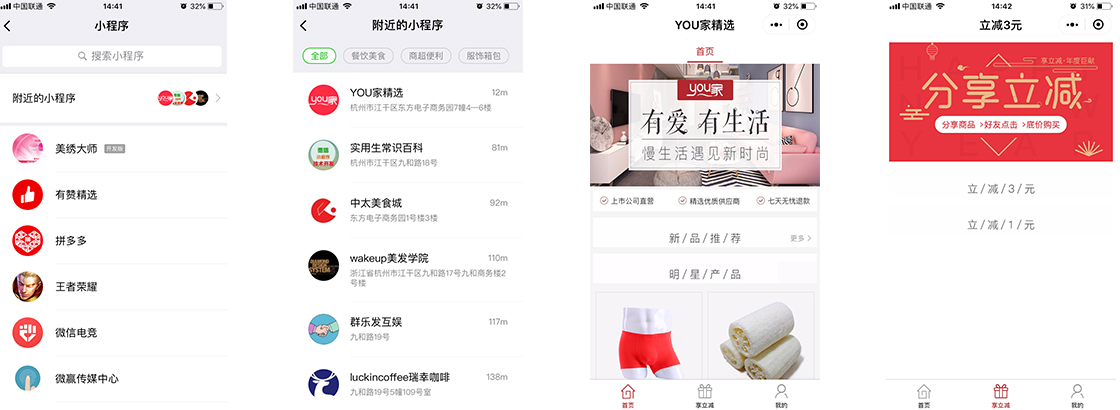 中国联通
14:41
32%
小程序
搜索小程序
附近的小程序
美绣大师 开发版
有赞精选
拼多多
王者荣耀
微信电竞
微赢传媒中心
中国联通
14:41
32%
附近的小程序
全部
餐饮美食
商超便利
服饰箱包
YOU家精选
12m
杭州市江干区东方电子商务园7幢4—6楼
实用生常识百科
81m
杭州市江干区九和路18号
中太美食城
92m
东方电子商务园1号楼3楼
wakeup美发学院
110m
浙江省杭州市江干区九和路17号九和商务楼2
号楼
群乐发互娱
117m
九和路19号
luckincoffee瑞幸咖啡
138m
九和路19号5幢109号室
中国联通
14:41
32%
YOU家精选
首页
you家
有爱 有生活
慢生活遇见新时尚
上市公司直营
精选优质供应商
七天无忧退款
新/品/推/荐
更多
明/星/产/品
首页
享立减
我的
中国联通
14:42
31%
立减3元
享立减·年度巨献
分享立减
分享商品 >好友点击 >底价购买
立/减/3/元
立/减/1/元
首页
享立减
我的